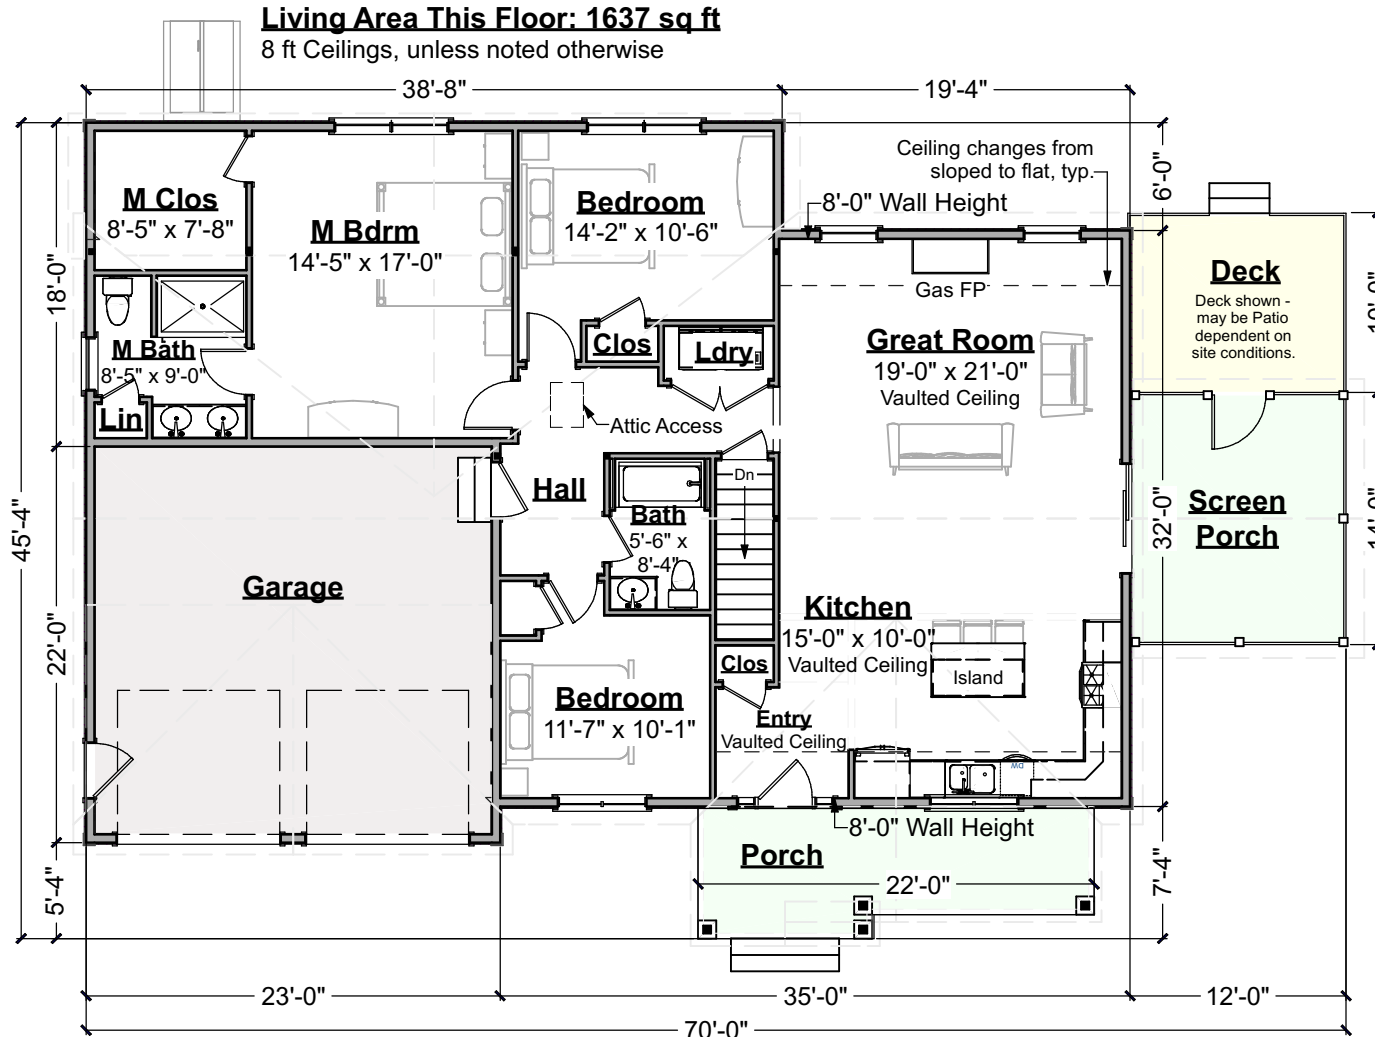 Living Area This Floor: 1637 sq ft
8 ft Ceilings, unless noted otherwise
38'-8"
19'-4"
Ceiling changes from
sloped to flat, typ.
6'-0"
8'-0" Wall Height
M Clos
8'-5" x 7'-8"
M Bdrm
14'-5" x 17'-0"
Bedroom
14'-2" x 10'-6"
Gas FP
Deck
Deck shown -
may be Patio
dependent on
site conditions.
18'-0"
M Bath
8'-5" x 9'-0"
Lin
Clos
Ldry
Great Room
19'-0" x 21'-0"
Vaulted Ceiling
Attic Access
Dn
Hall
Bath
5'-6" x
8'-4"
45'-4"
32'-0"
Screen
Porch
14'-0"
Garage
22'-0"
Kitchen
15'-0" x 10'-0"
Vaulted Ceiling
Island
Clos
Bedroom
11'-7" x 10'-1"
Entry
Vaulted Ceiling
DW
8'-0" Wall Height
Porch
22'-0"
5'-4"
7'-4"
23'-0"
35'-0"
12'-0"
70'-0"